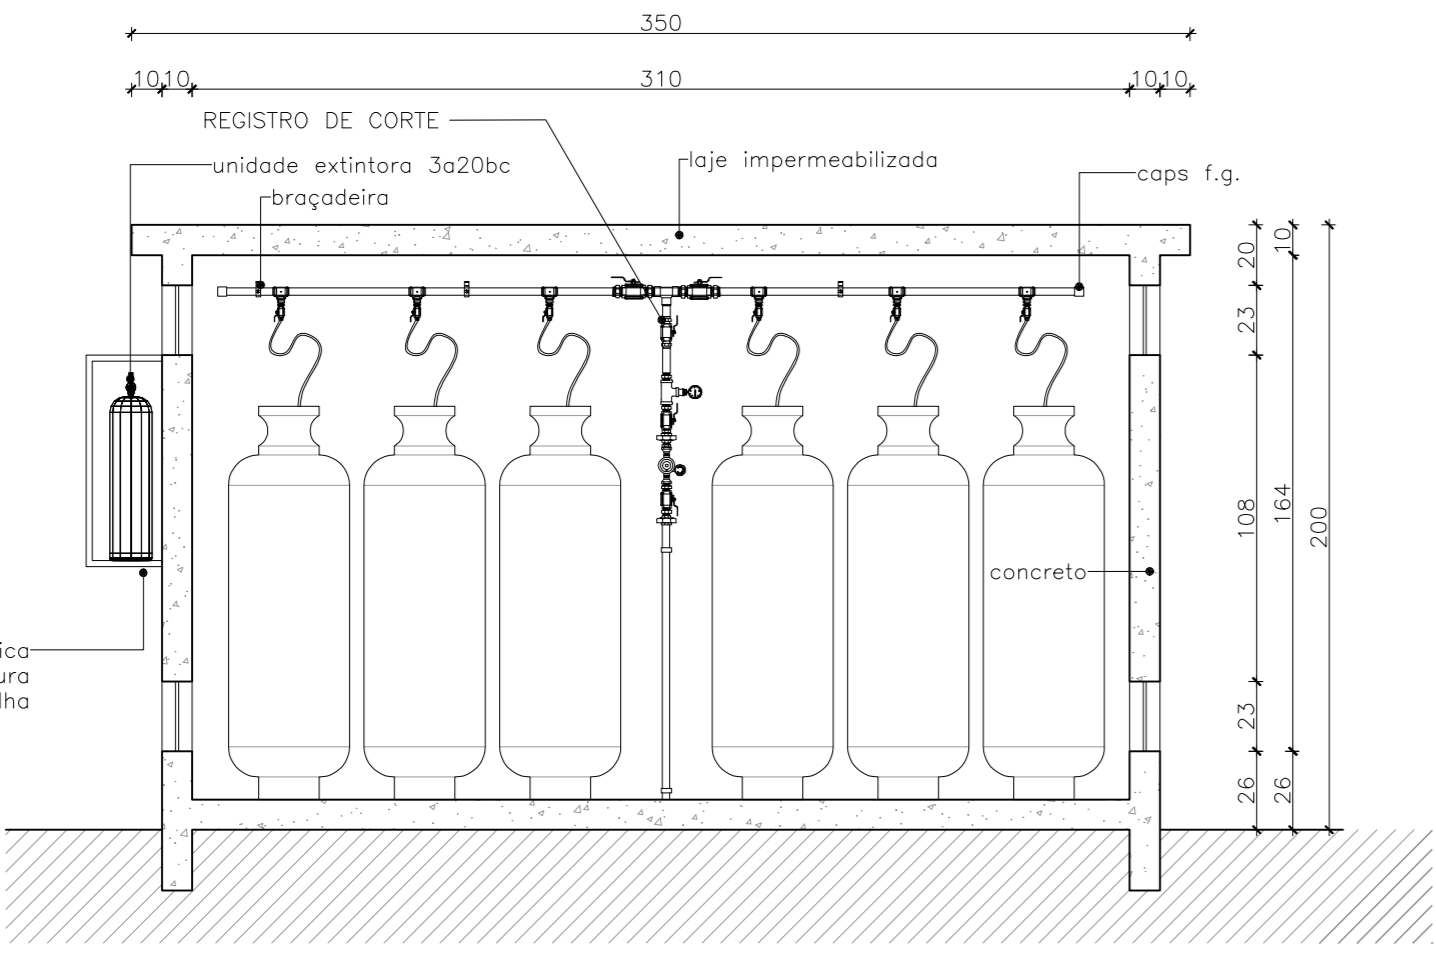 350
10 10 310 10 10
REGISTRO DE CORTE
unidade extintora 3a20bc
braçadeira
laje impermeabilizada
caps f.g.
20 10
23
108 164 200
concreto
23
26 26
ica
ura
lha